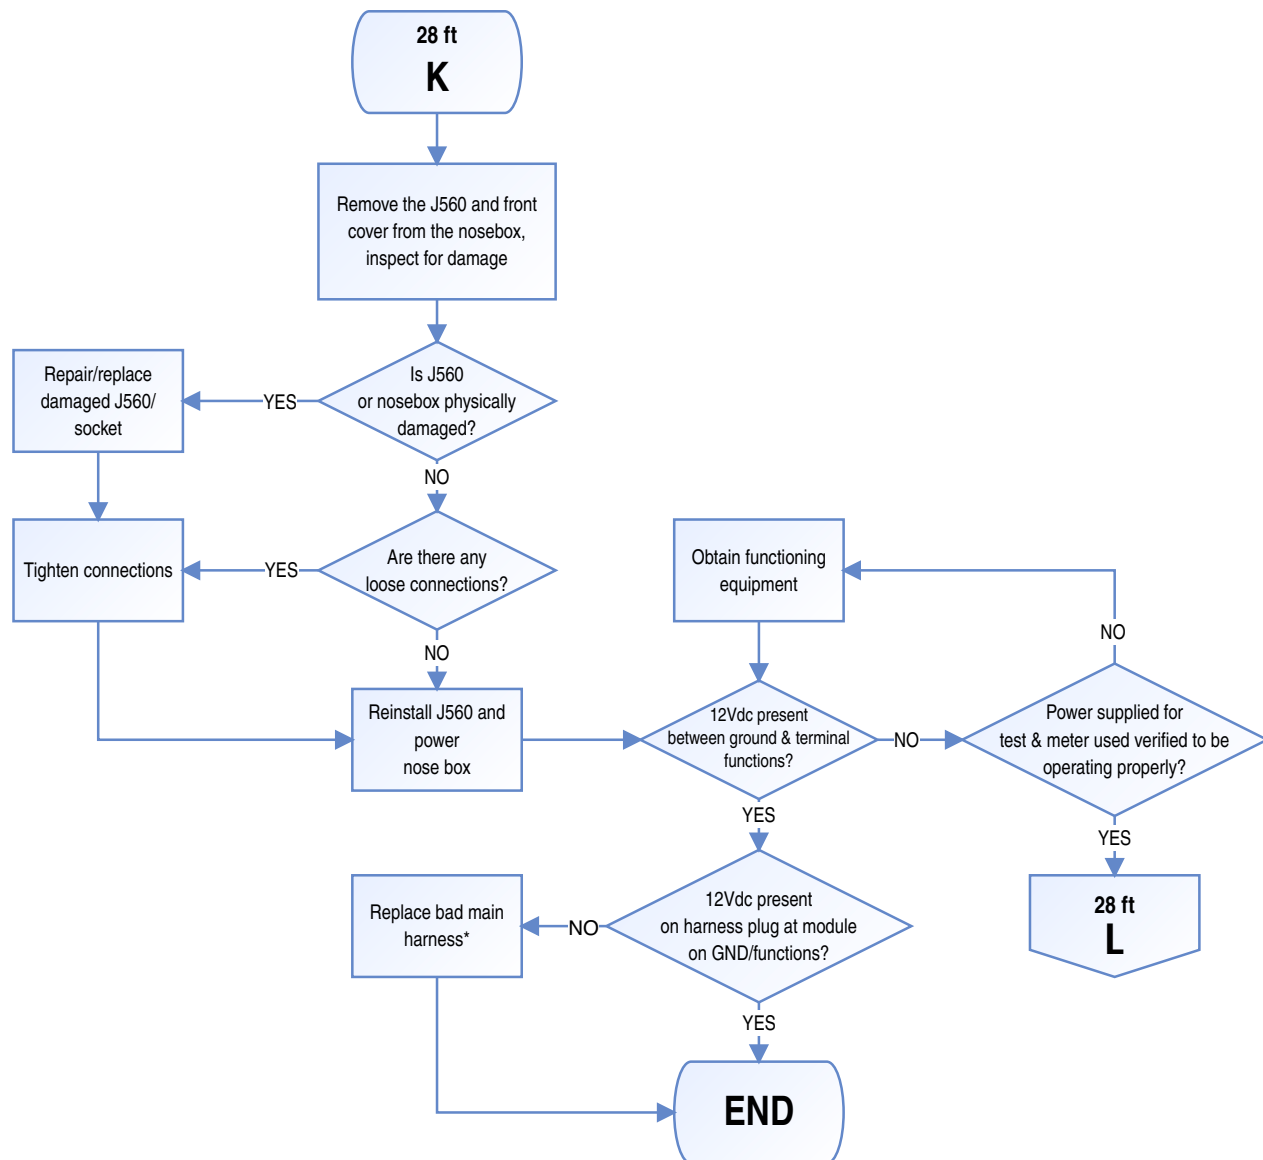 28 ft
K
Remove the J560 and front
cover from the nosebox,
inspect for damage
Is J560
or nosebox physically
damaged?
YES
Repair/replace
damaged J560/
socket
NO
Are there any
loose connections?
YES
Tighten connections
NO
Reinstall J560 and
power
nose box
Obtain functioning
equipment
12Vdc present
between ground & terminal
functions?
NO
Power supplied for
test & meter used verified to be
operating properly?
NO
YES
28 ft
L
YES
12Vdc present
on harness plug at module
on GND/functions?
NO
Replace bad main
harness*
YES
END